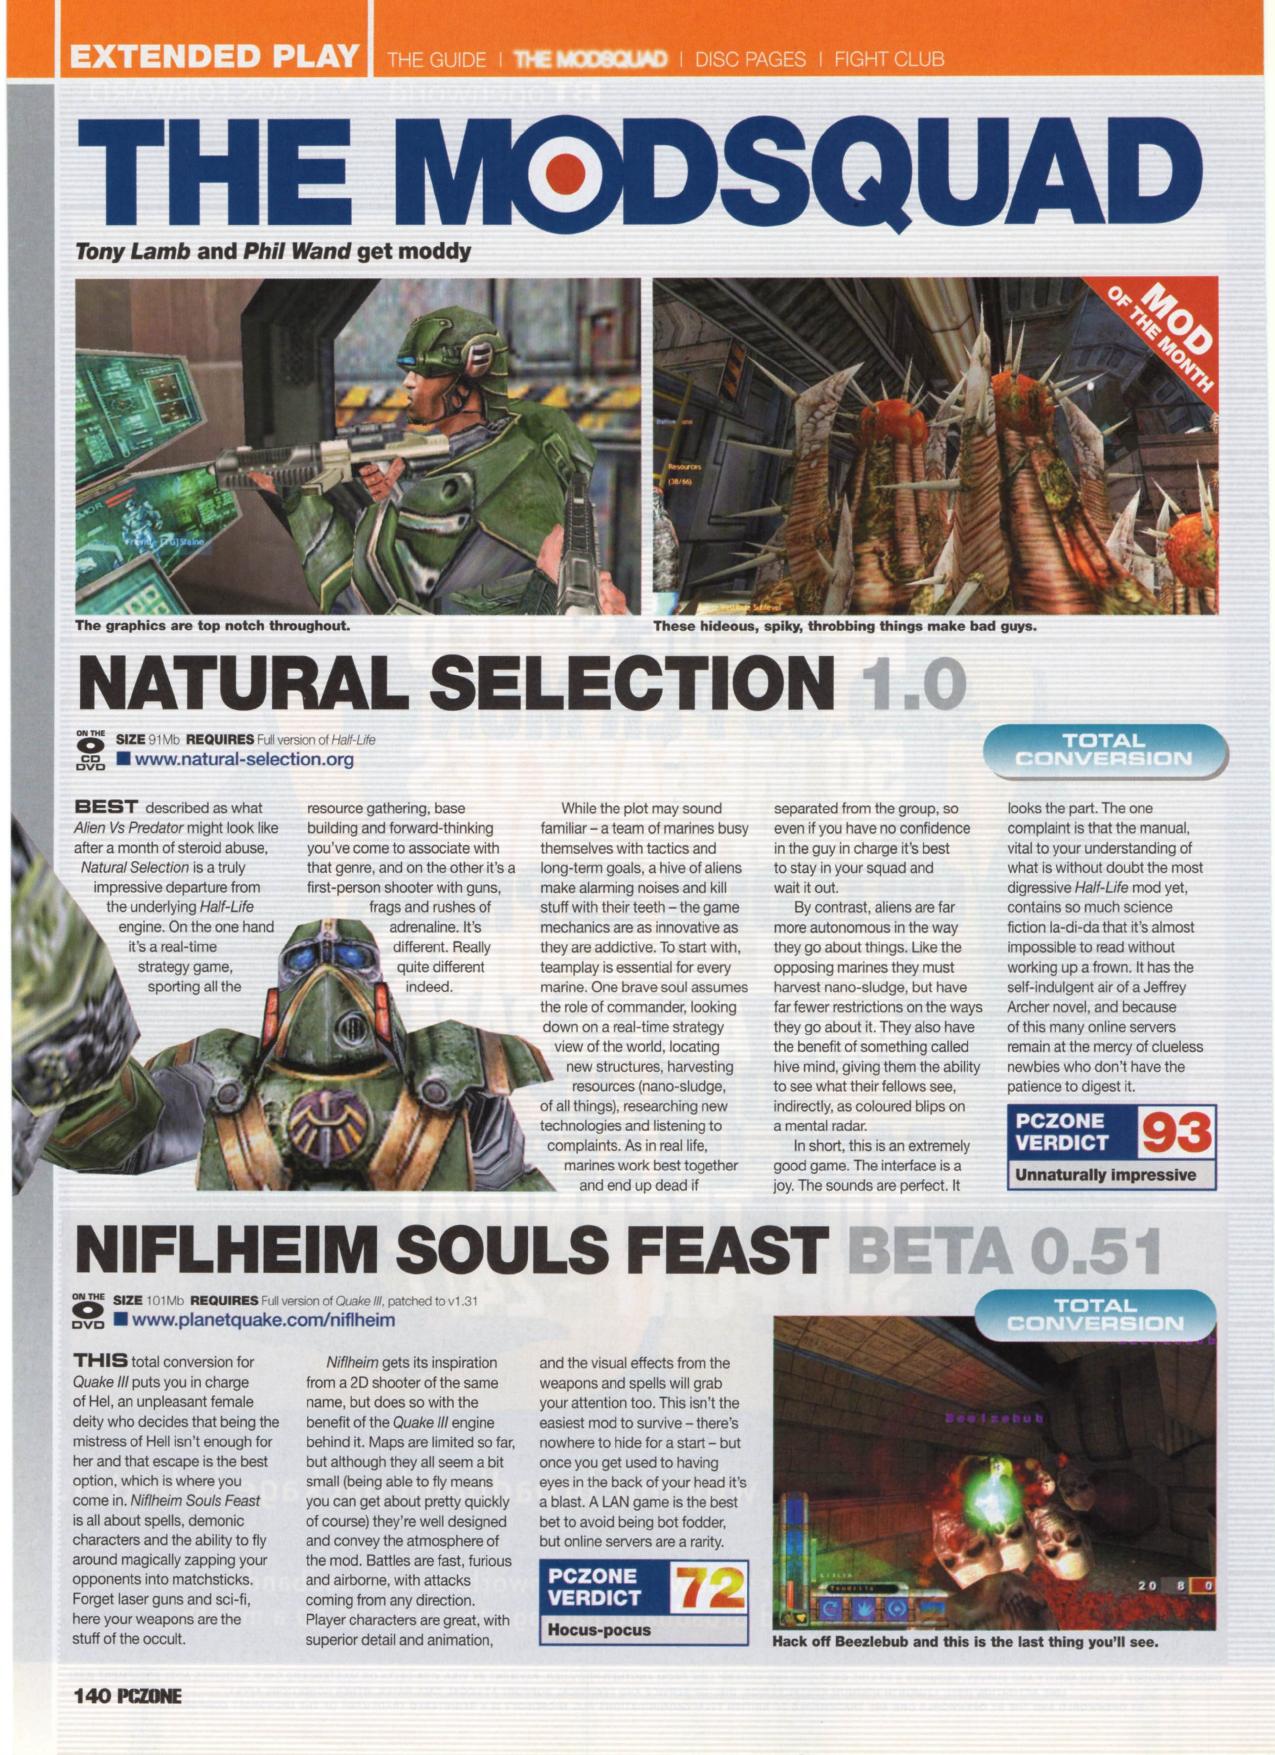 EXTENDED PLAY
THE GUIDE | THE MODSQUAD | DISC PAGES | FIGHT CLUB
THE MODSQUAD
Tony Lamb and Phil Wand get moddy
MOD
OF THE MONTH
Resources
(38/66)
The graphics are top notch throughout.
These hideous, spiky, throbbing things make bad guys.
NATURAL SELECTION 1.0
ON THE
CD
DVD
SIZE 91Mb REQUIRES Full version of Half-Life
www.natural-selection.org
TOTAL
CONVERSION
BEST described as what
Alien Vs Predator might look like
after a month of steroid abuse,
Natural Selection is a truly
impressive departure from
the underlying Half-Life
engine. On the one hand
it's a real-time
strategy game,
sporting all the
resource gathering, base
building and forward-thinking
you've come to associate with
that genre, and on the other it's a
first-person shooter with guns,
frags and rushes of
adrenaline. It's
different. Really
quite different
indeed.
While the plot may sound
familiar – a team of marines busy
themselves with tactics and
long-term goals, a hive of aliens
make alarming noises and kill
stuff with their teeth – the game
mechanics are as innovative as
they are addictive. To start with,
teamplay is essential for every
marine. One brave soul assumes
the role of commander, looking
down on a real-time strategy
view of the world, locating
new structures, harvesting
resources (nano-sludge,
of all things), researching new
technologies and listening to
complaints. As in real life,
marines work best together
and end up dead if
separated from the group, so
even if you have no confidence
in the guy in charge it's best
to stay in your squad and
wait it out.
By contrast, aliens are far
more autonomous in the way
they go about things. Like the
opposing marines they must
harvest nano-sludge, but have
far fewer restrictions on the ways
they go about it. They also have
the benefit of something called
hive mind, giving them the ability
to see what their fellows see,
indirectly, as coloured blips on
a mental radar.
In short, this is an extremely
good game. The interface is a
joy. The sounds are perfect. It
looks the part. The one
complaint is that the manual,
vital to your understanding of
what is without doubt the most
digressive Half-Life mod yet,
contains so much science
fiction la-di-da that it's almost
impossible to read without
working up a frown. It has the
self-indulgent air of a Jeffrey
Archer novel, and because
of this many online servers
remain at the mercy of clueless
newbies who don't have the
patience to digest it.
PCZONE
VERDICT 93
Unnaturally impressive
NIFLHEIM SOULS FEAST BETA 0.51
ON THE
DVD
SIZE 101Mb REQUIRES Full version of Quake III, patched to v1.31
www.planetquake.com/niflheim
TOTAL
CONVERSION
THIS total conversion for
Quake III puts you in charge
of Hel, an unpleasant female
deity who decides that being the
mistress of Hell isn't enough for
her and that escape is the best
option, which is where you
come in. Niflheim Souls Feast
is all about spells, demonic
characters and the ability to fly
around magically zapping your
opponents into matchsticks.
Forget laser guns and sci-fi,
here your weapons are the
stuff of the occult.
Niflheim gets its inspiration
from a 2D shooter of the same
name, but does so with the
benefit of the Quake III engine
behind it. Maps are limited so far,
but although they all seem a bit
small (being able to fly means
you can get about pretty quickly
of course) they're well designed
and convey the atmosphere of
the mod. Battles are fast, furious
and airborne, with attacks
coming from any direction.
Player characters are great, with
superior detail and animation,
and the visual effects from the
weapons and spells will grab
your attention too. This isn't the
easiest mod to survive – there's
nowhere to hide for a start – but
once you get used to having
eyes in the back of your head it's
a blast. A LAN game is the best
bet to avoid being bot fodder,
but online servers are a rarity.
PCZONE
VERDICT 72
Hocus-pocus
Beelzebub
20 8 0
Hack off Beezlebub and this is the last thing you'll see.
140 PCZONE